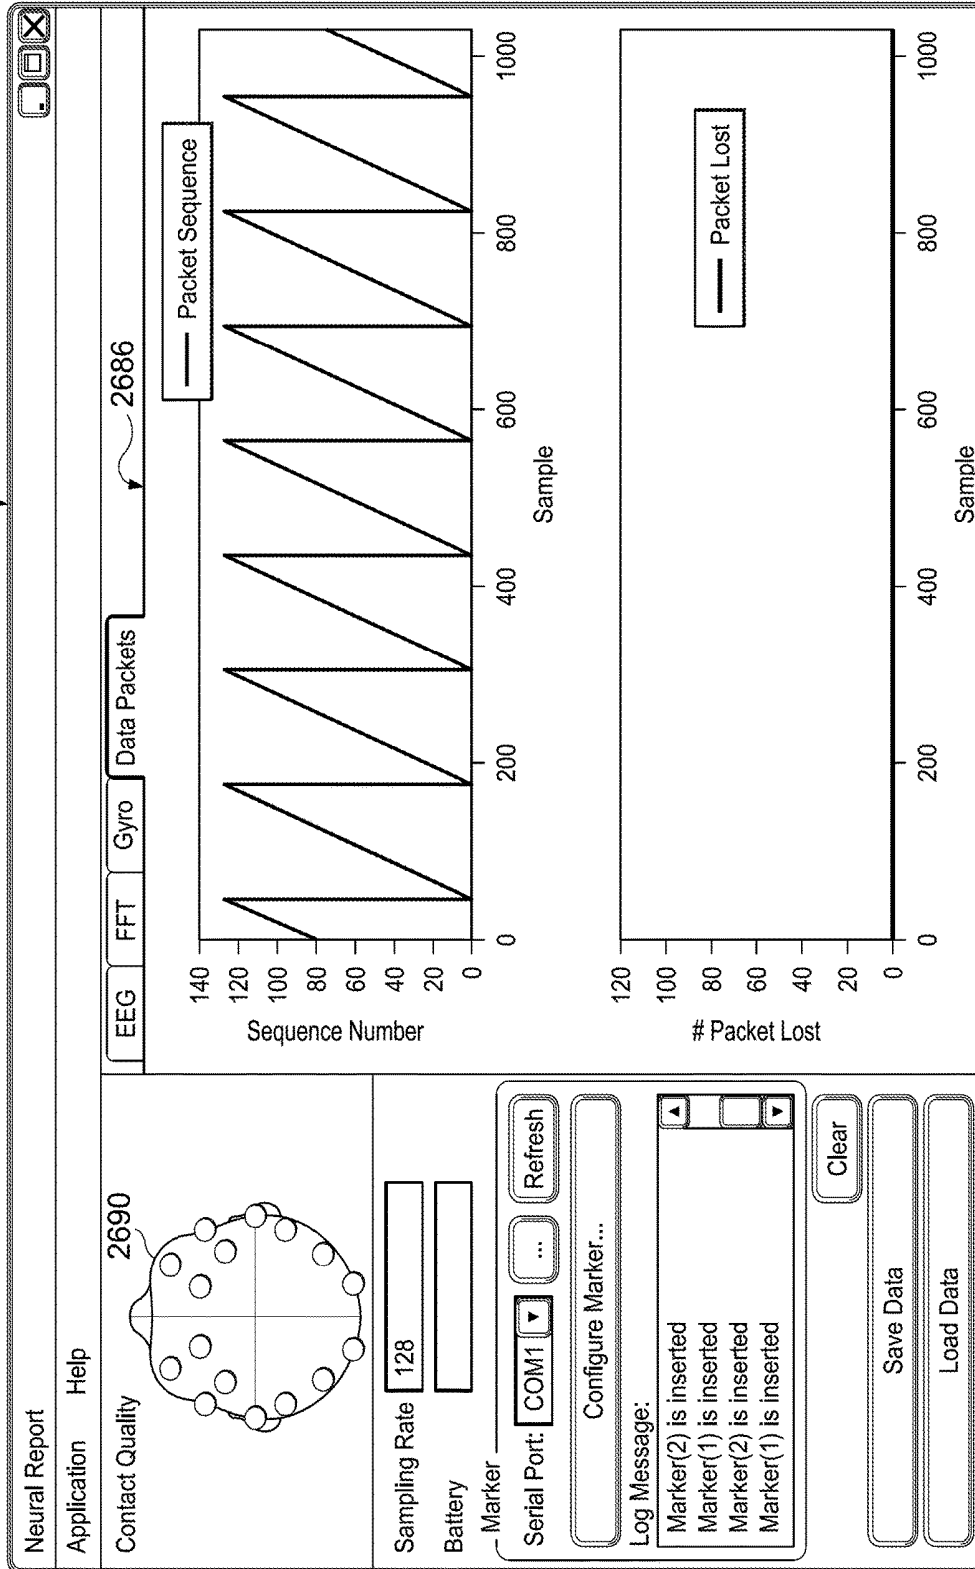 Neural Report
Application Help
Contact Quality
2690
Sampling Rate 128
Battery
Marker
Serial Port: COM1 ... Refresh
Configure Marker...
Log Message:
Marker(2) is inserted
Marker(1) is inserted
Marker(2) is inserted
Marker(1) is inserted
Clear
Save Data
Load Data
EEG FFT Gyro Data Packets
2686
Packet Sequence
Sequence Number
140
120
100
80
60
40
20
0
0 200 400 600 800 1000
Sample
Packet Lost
# Packet Lost
120
100
80
60
40
20
0
0 200 400 600 800 1000
Sample